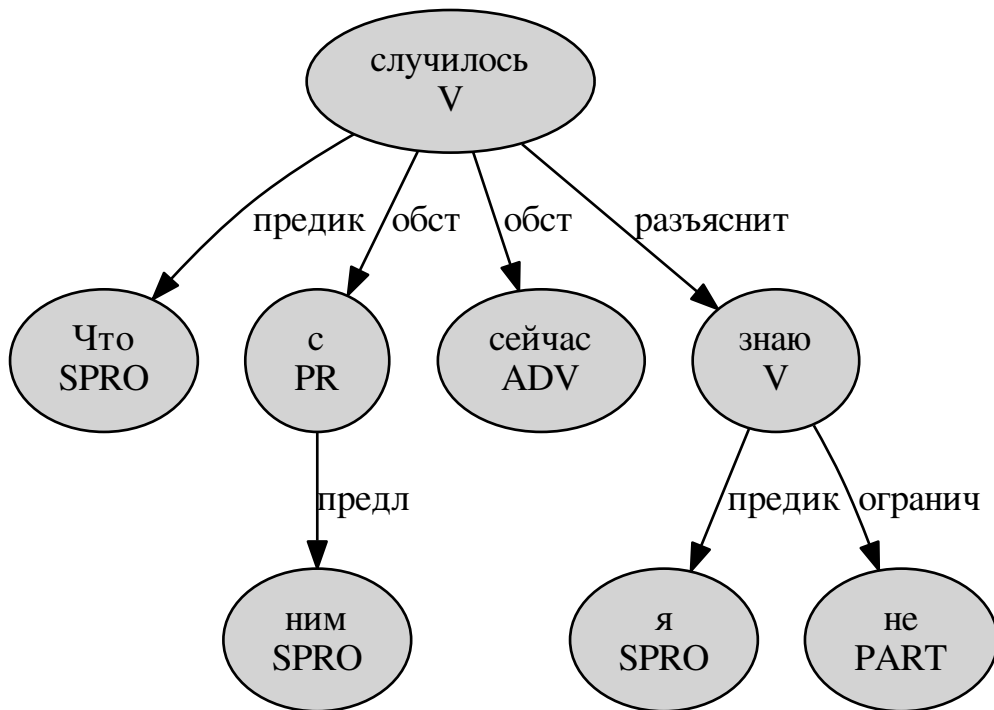 случилось
V
предик
обст
обст
разъяснит
Что
SPRO
с
PR
сейчас
ADV
знаю
V
предл
предик
огранич
ним
SPRO
я
SPRO
не
PART